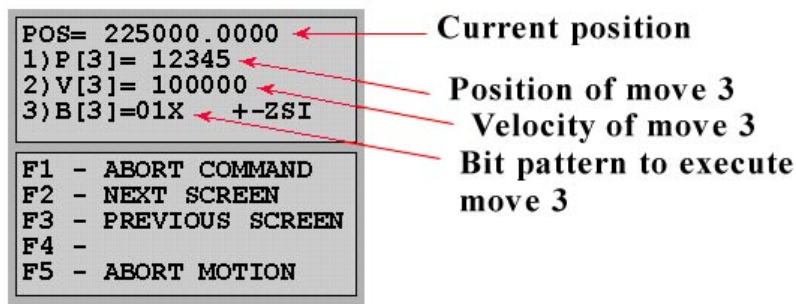 POS= 225000.0000
1)P[3]= 12345
2)V[3]= 100000
3)B[3]=01X +-ZSI
F1 - ABORT COMMAND
F2 - NEXT SCREEN
F3 - PREVIOUS SCREEN
F4 -
F5 - ABORT MOTION
Current position
Position of move 3
Velocity of move 3
Bit pattern to execute
move 3